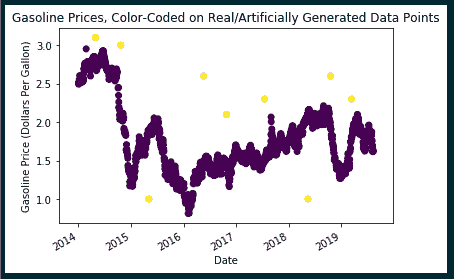 Gasoline Prices, Color-Coded on Real/Artificially Generated Data Points
Gasoline Price (Dollars Per Gallon)
3.0
2.5
2.0
1.5
1.0
2014 2015 2016 2017 2018 2019
Date